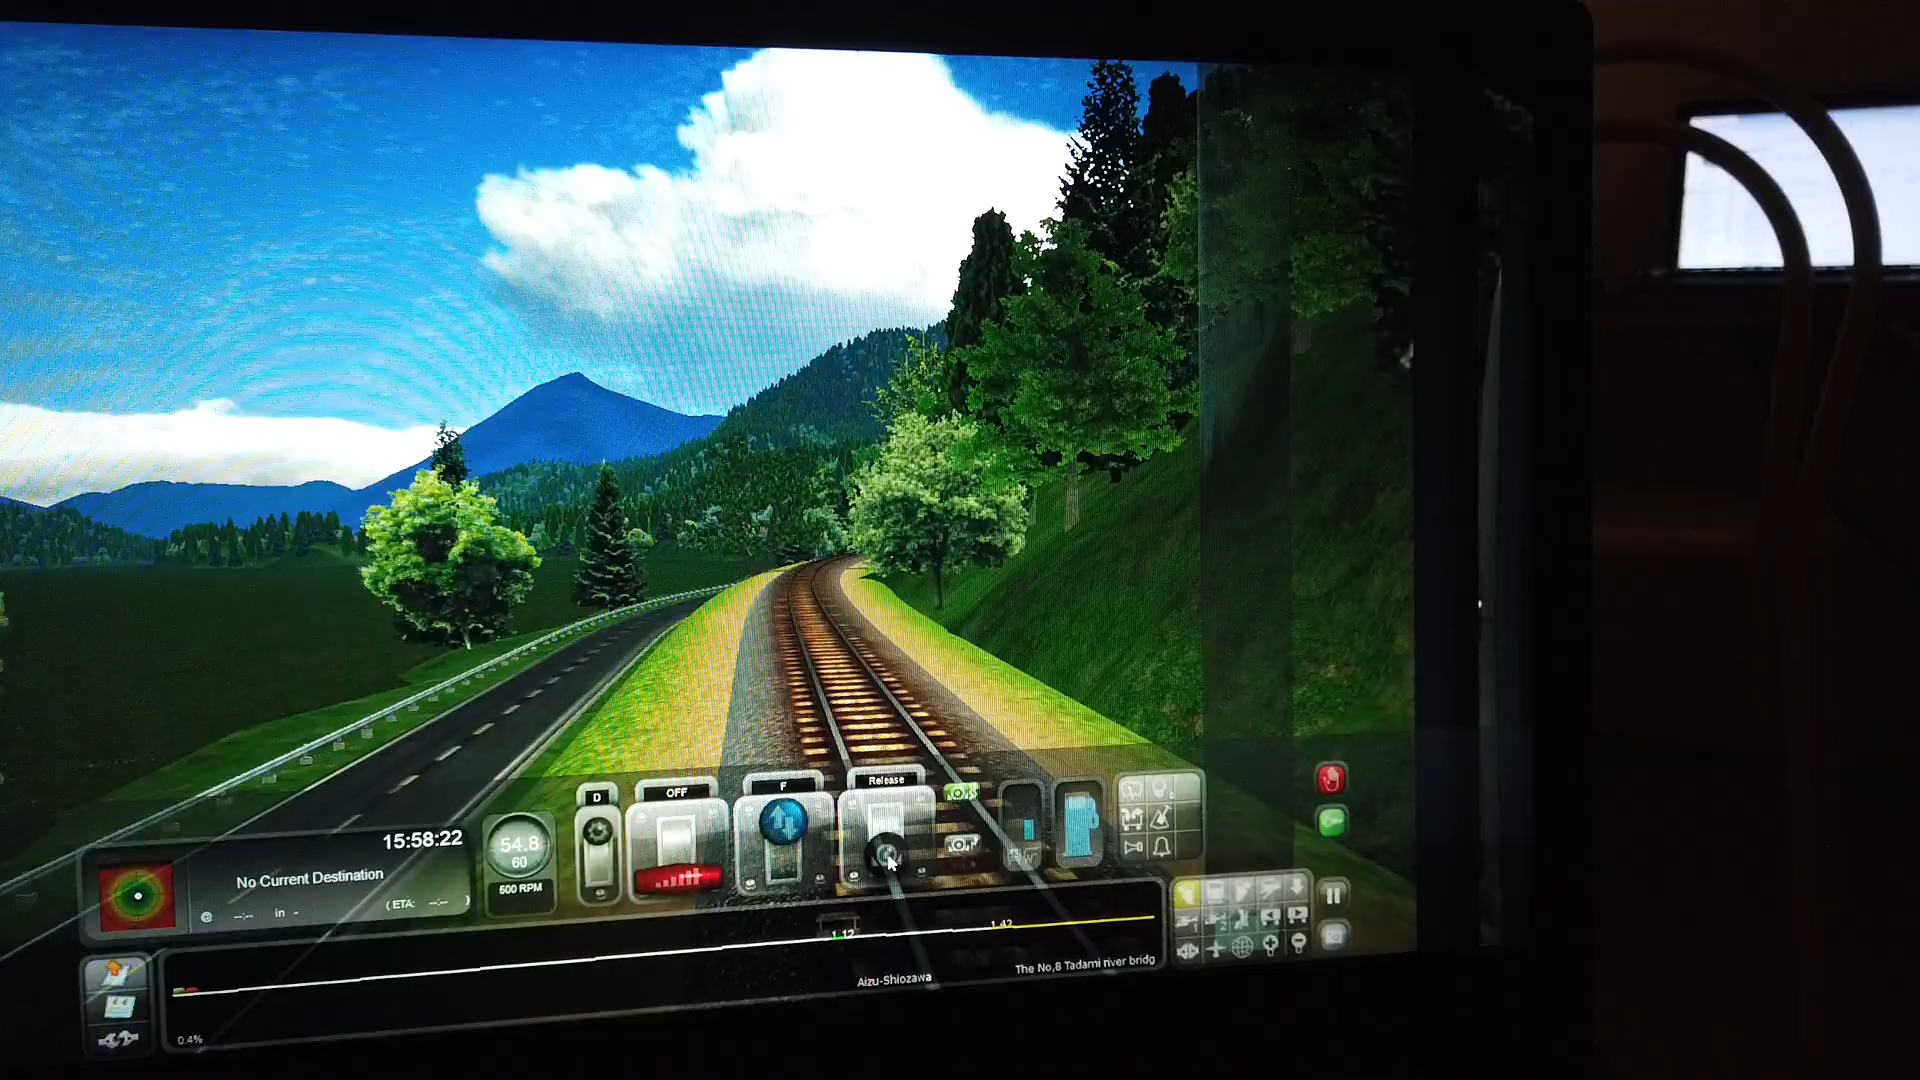 D
OFF
F
Release
15:58:22
54.8
60
500 RPM
No Current Destination
@ --:-- in - ( ETA: --:-- )
1.12
1.42
Aizu-Shiozawa
The No,8 Tadami river bridg
0.4%